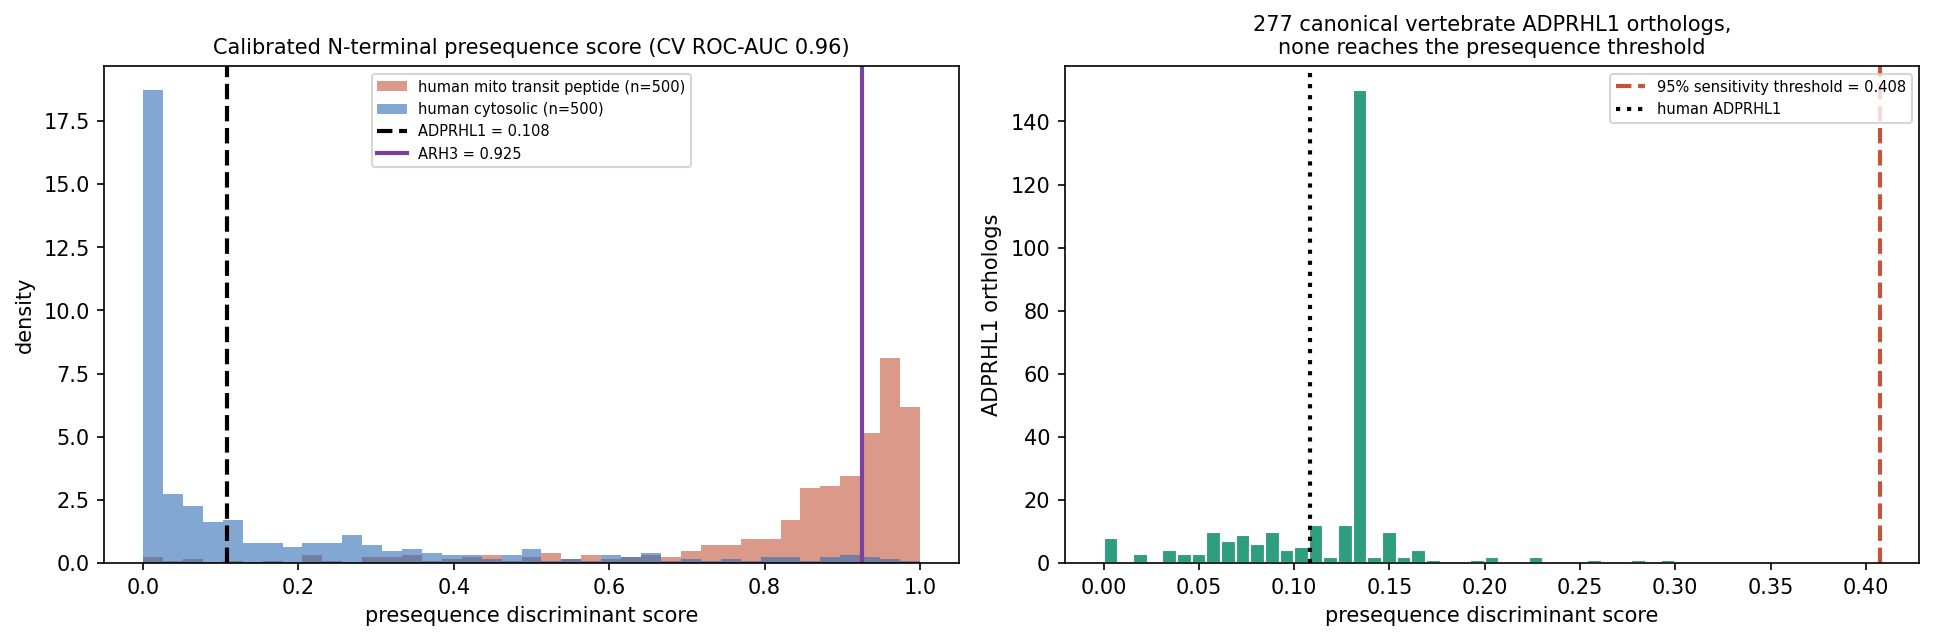 Calibrated N-terminal presequence score (CV ROC-AUC 0.96)
human mito transit peptide (n=500)
human cytosolic (n=500)
ADPRHL1 = 0.108
ARH3 = 0.925
density
17.5
15.0
12.5
10.0
7.5
5.0
2.5
0.0
0.0 0.2 0.4 0.6 0.8 1.0
presequence discriminant score
277 canonical vertebrate ADPRHL1 orthologs,
none reaches the presequence threshold
95% sensitivity threshold = 0.408
human ADPRHL1
ADPRHL1 orthologs
140
120
100
80
60
40
20
0
0.00 0.05 0.10 0.15 0.20 0.25 0.30 0.35 0.40
presequence discriminant score